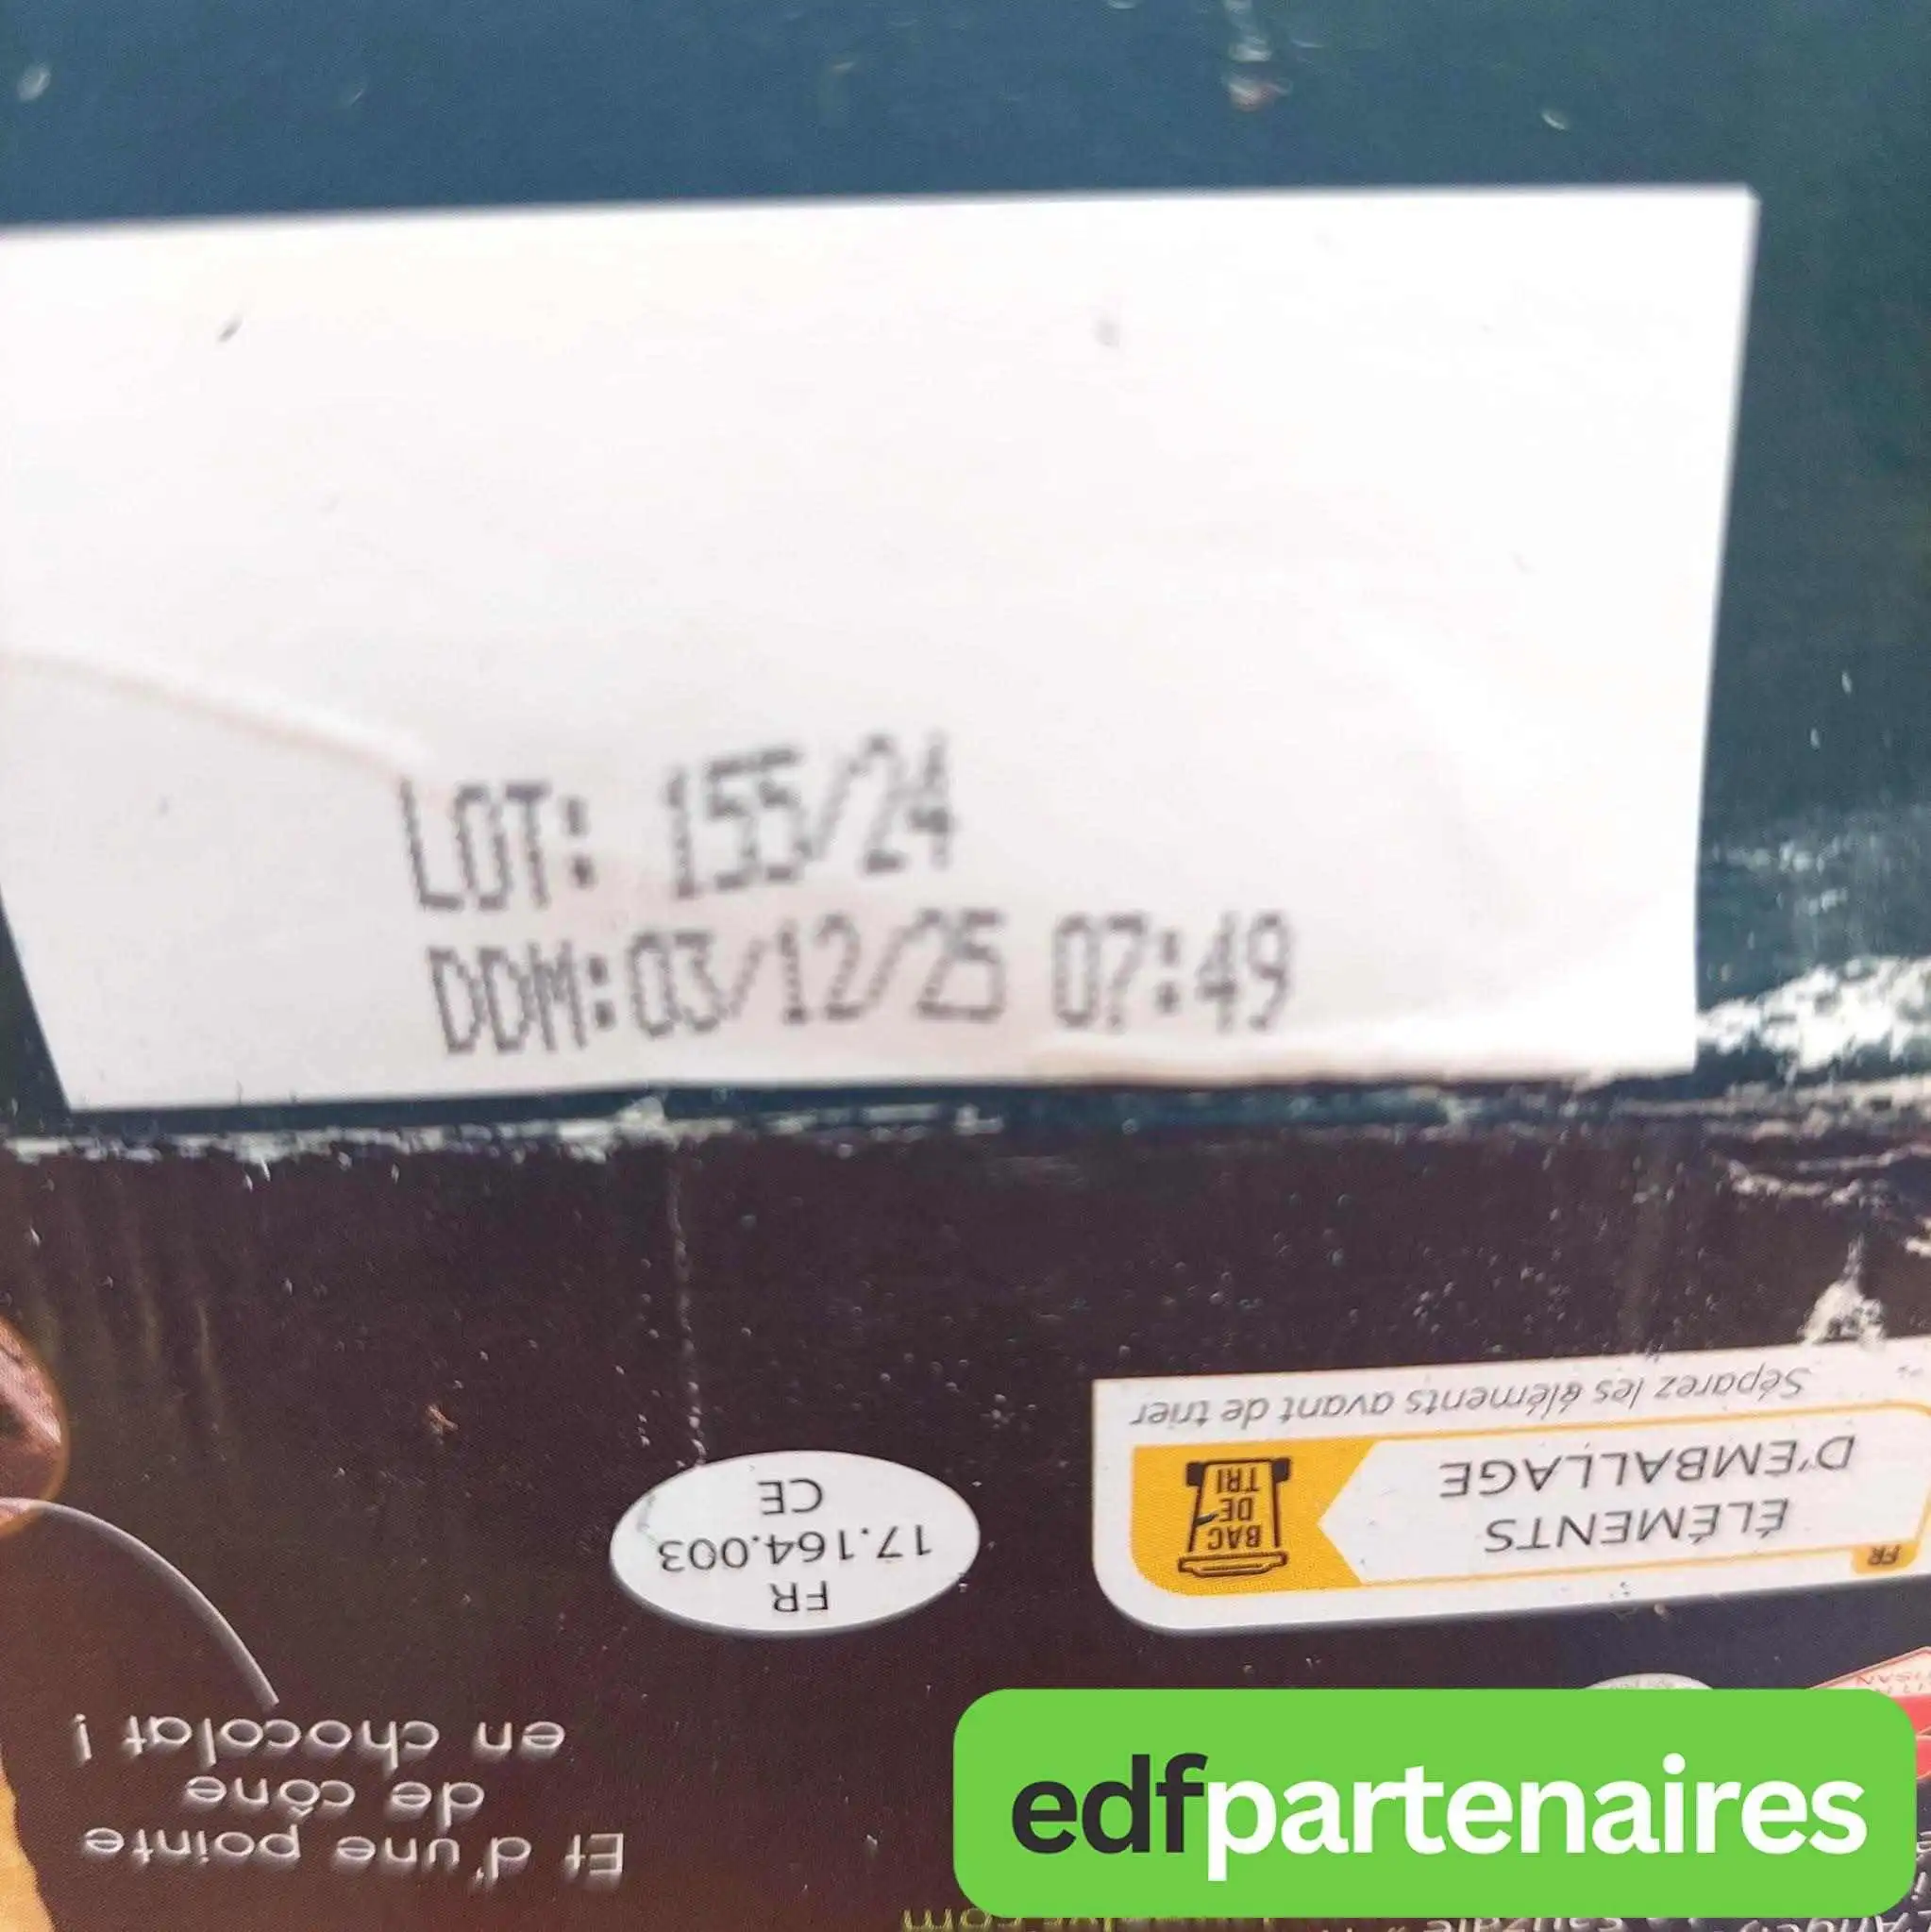 LOT: 155/24
DDM:03/12/25 07:49
Séparez les éléments avant de trier
ÉLÉMENTS
D'EMBALLAGE
FR
BAC
DE
TRI
FR
17.164.003
CE
Et d'une pointe
de cône
en chocolat !
edfpartenaires